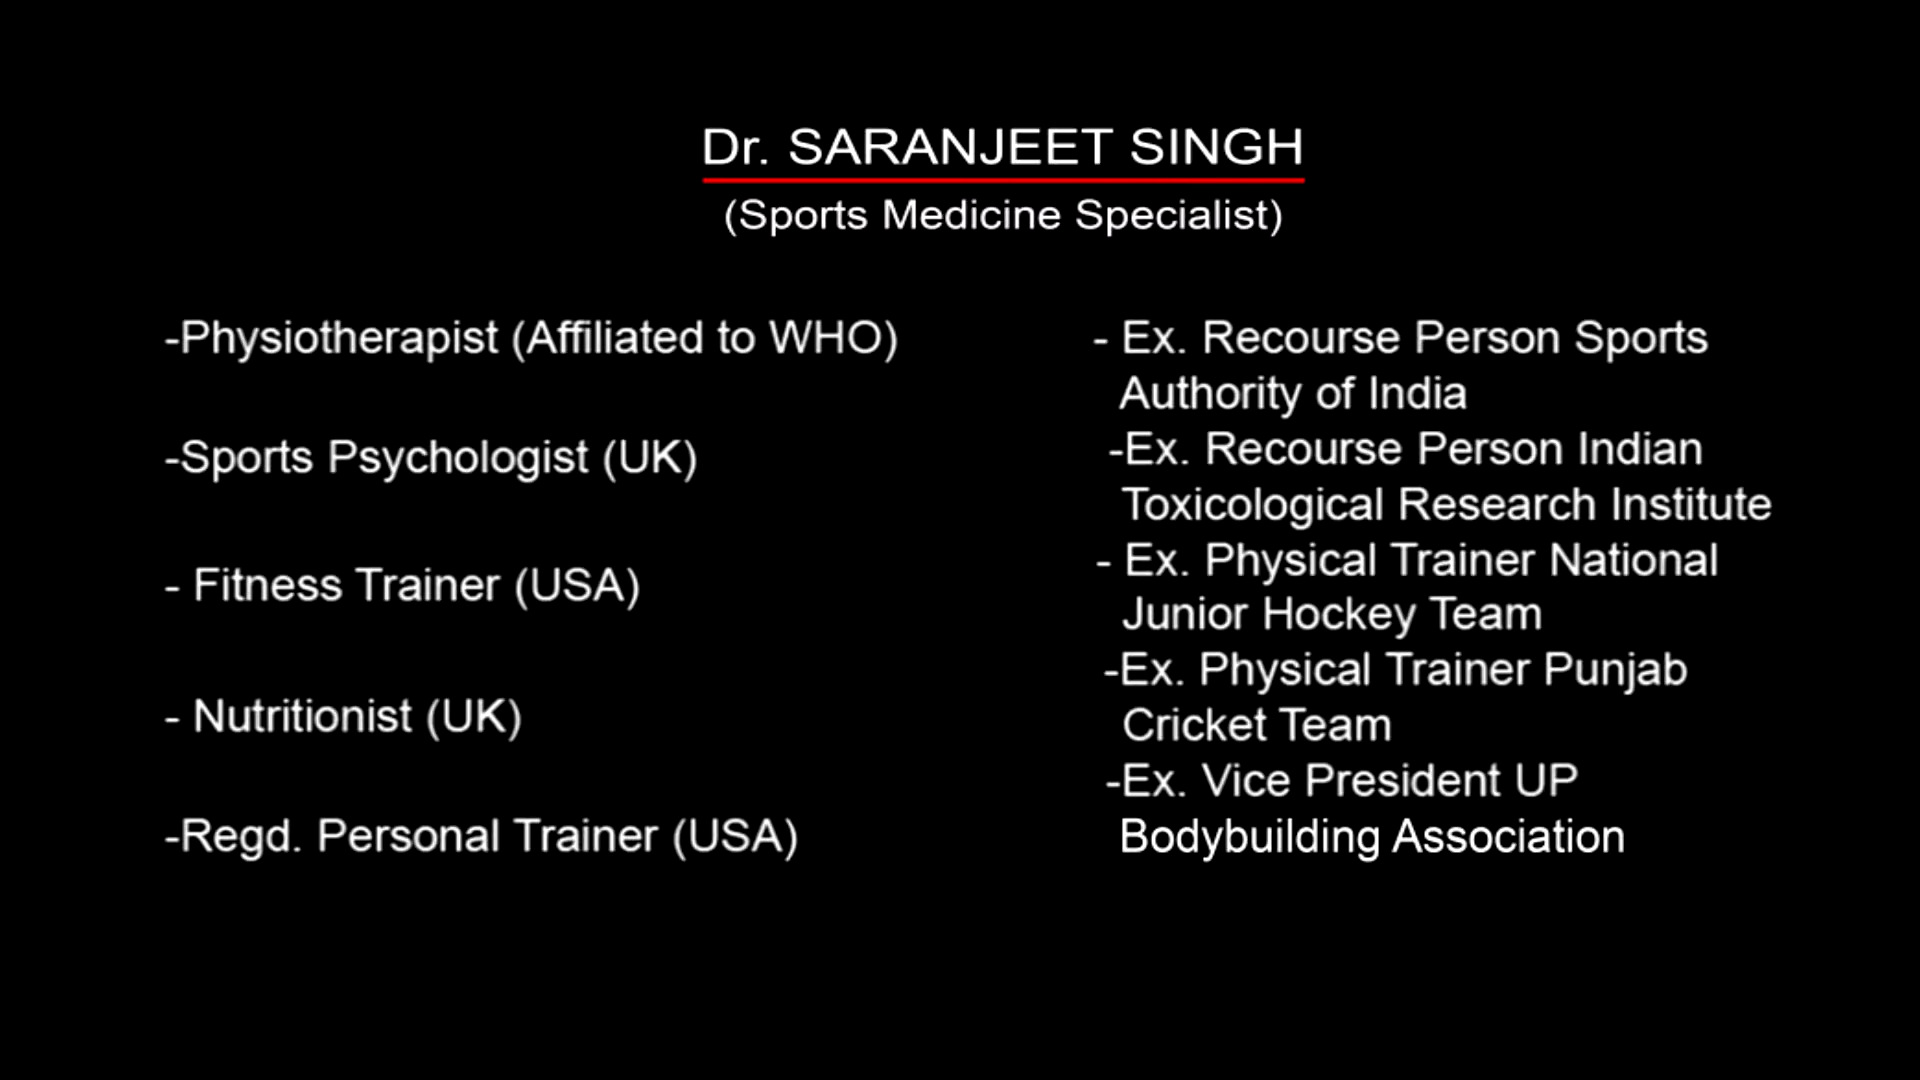 Dr. SARANJEET SINGH
(Sports Medicine Specialist)
-Physiotherapist (Affiliated to WHO)
-Sports Psychologist (UK)
- Fitness Trainer (USA)
- Nutritionist (UK)
-Regd. Personal Trainer (USA)
- Ex. Recourse Person Sports
Authority of India
-Ex. Recourse Person Indian
Toxicological Research Institute
- Ex. Physical Trainer National
Junior Hockey Team
-Ex. Physical Trainer Punjab
Cricket Team
-Ex. Vice President UP
Bodybuilding Association